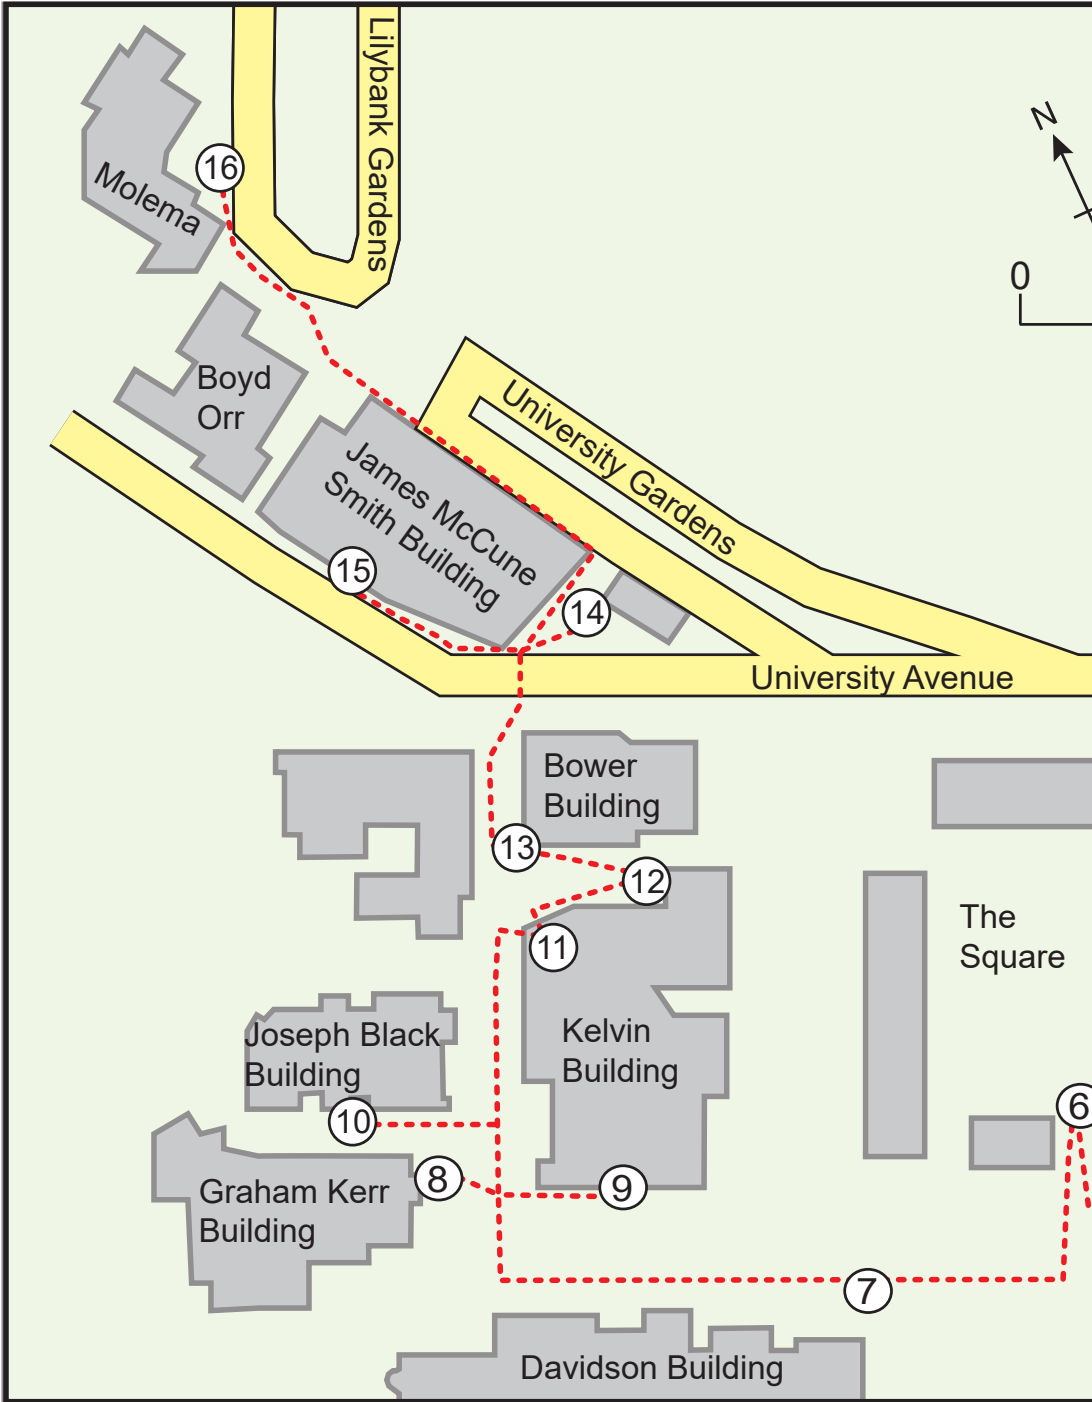 Lilybank Gardens
N
16
Molema
0
Boyd
Orr
University Gardens
James McCune
Smith Building
15
14
University Avenue
Bower
Building
13
12
The
Square
11
Joseph Black
Building
Kelvin
Building
6
10
8
9
Graham Kerr
Building
7
Davidson Building